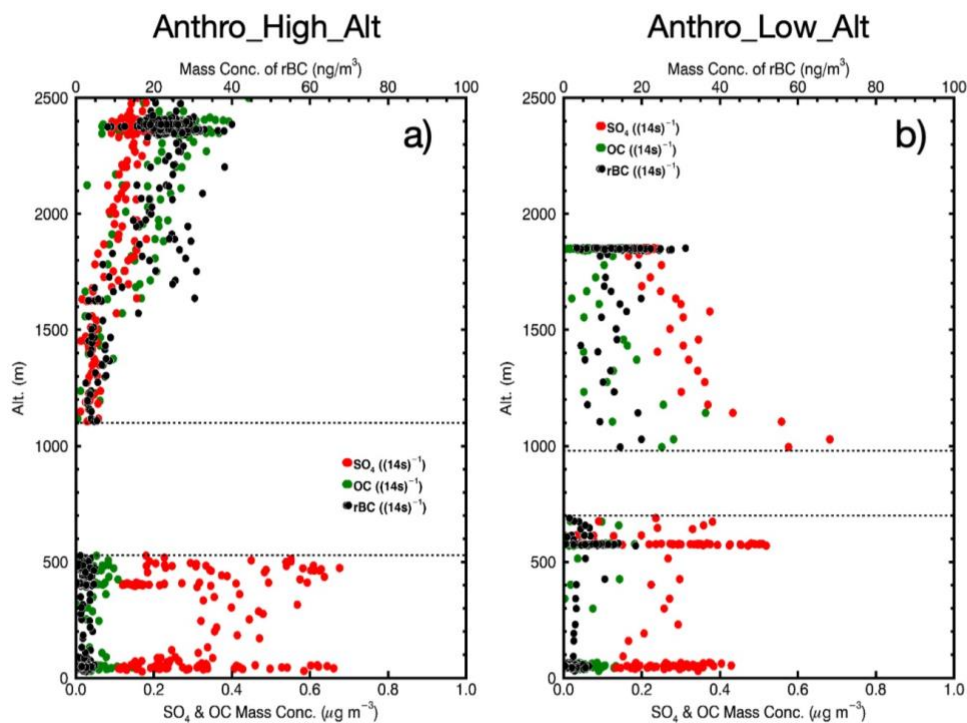 Anthro_High_Alt
Mass Conc. of rBC (ng/m³)
0 20 40 60 80 100
2500
2000
1500
1000
500
0
Alt. (m)
a)
SO₄ ((14s)⁻¹)
OC ((14s)⁻¹)
rBC ((14s)⁻¹)
0.0 0.2 0.4 0.6 0.8 1.0
SO₄ & OC Mass Conc. (μg m⁻³)
Anthro_Low_Alt
Mass Conc. of rBC (ng/m³)
0 20 40 60 80 100
2500
2000
1500
1000
500
0
Alt. (m)
b)
SO₄ ((14s)⁻¹)
OC ((14s)⁻¹)
rBC ((14s)⁻¹)
0.0 0.2 0.4 0.6 0.8 1.0
SO₄ & OC Mass Conc. (μg m⁻³)